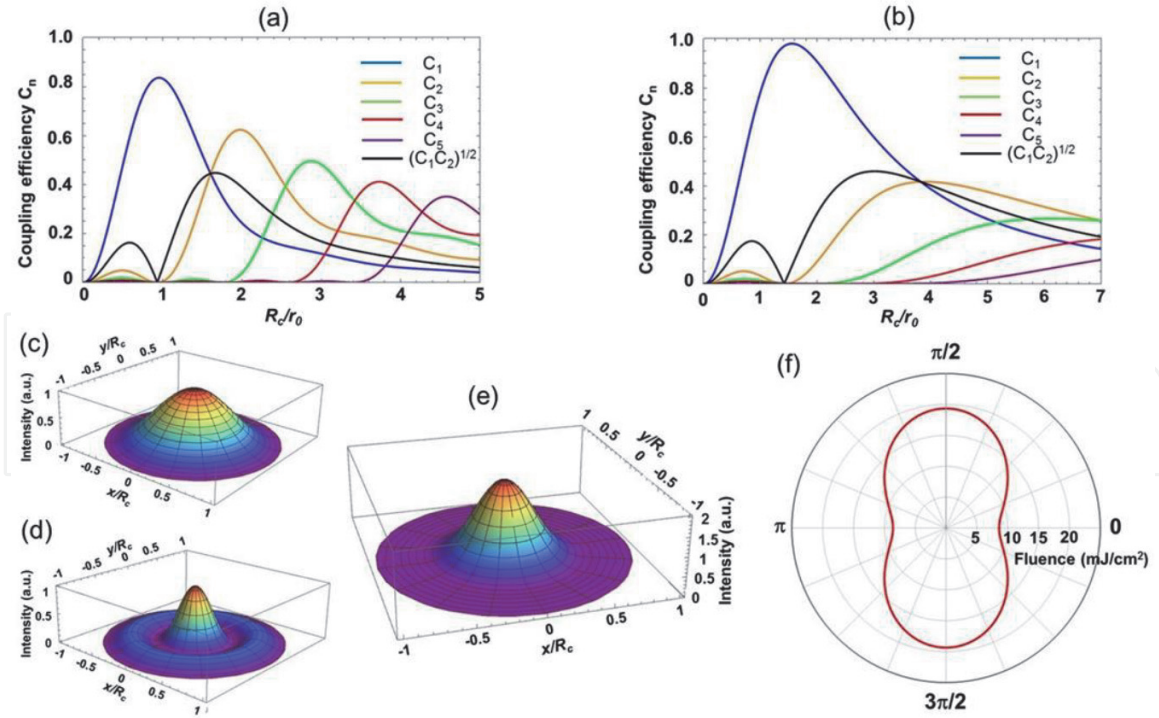 (a)
Coupling efficiency Cn
1.0
0.8
0.6
0.4
0.2
0
0 1 2 3 4 5
Rc/r0
C1
C2
C3
C4
C5
(C1C2)1/2
(b)
Coupling efficiency Cn
1.0
0.8
0.6
0.4
0.2
0
0 1 2 3 4 5 6 7
Rc/r0
C1
C2
C3
C4
C5
(C1C2)1/2
(c)
y/Rc
-1 -0.5 0 0.5 1
Intensity (a.u.)
1
0.5
0
-1 -0.5 0 0.5 1
x/Rc
(d)
y/Rc
-1 -0.5 0 0.5 1
Intensity (a.u.)
1
0.5
0
-1 -0.5 0 0.5 1
x/Rc
(e)
1 0.5 0 -0.5 -1
y/Rc
2
1.5
1
0.5
0
Intensity (a.u.)
-1 -0.5 0 0.5 1
x/Rc
(f)
π/2
π
0
5 10 15 20
Fluence (mJ/cm2)
3π/2